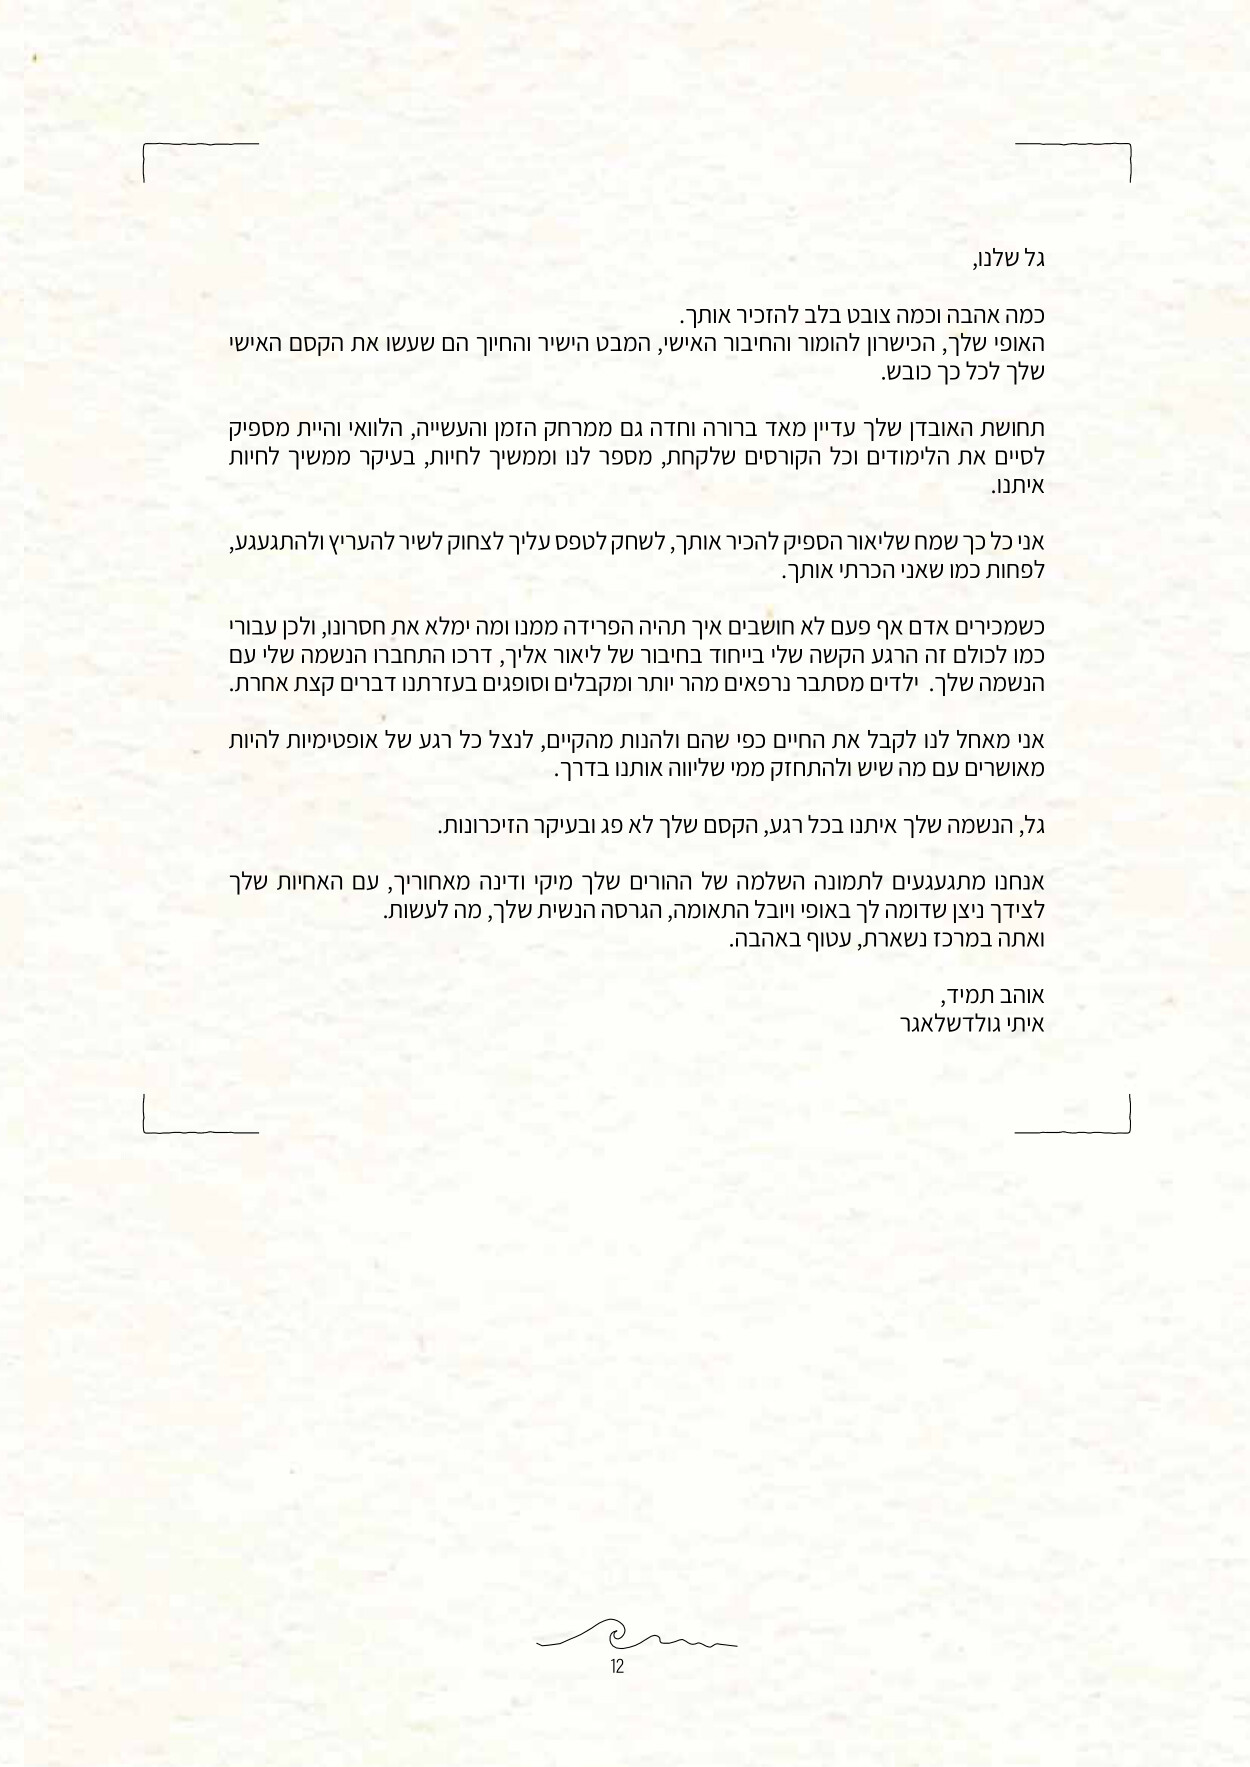 גל שלנו,
כמה אהבה וכמה צובט בלב להזכיר אותך.
האופי שלך, הכישרון להומור והחיבור האישי, המבט הישיר והחיוך הם שעשו את הקסם האישי
שלך לכל כך כובש.
תחושת האובדן שלך עדיין מאד ברורה וחדה גם ממרחק הזמן והעשייה, הלוואי והיית מספיק
לסיים את הלימודים וכל הקורסים שלקחת, מספר לנו וממשיך לחיות, בעיקר ממשיך לחיות
איתנו.
אני כל כך שמח שליאור הספיק להכיר אותך, לשחק לטפס עליך לצחוק לשיר להעריץ ולהתגעגע,
לפחות כמו שאני הכרתי אותך.
כשמכירים אדם אף פעם לא חושבים איך תהיה הפרידה ממנו ומה ימלא את חסרונו, ולכן עבורי
כמו לכולם זה הרגע הקשה שלי בייחוד בחיבור של ליאור אליך, דרכו התחברו הנשמה שלי עם
הנשמה שלך. ילדים מסתבר נרפאים מהר יותר ומקבלים וסופגים בעזרתנו דברים קצת אחרת.
אני מאחל לנו לקבל את החיים כפי שהם ולהנות מהקיים, לנצל כל רגע של אופטימיות להיות
מאושרים עם מה שיש ולהתחזק ממי שליווה אותנו בדרך.
גל, הנשמה שלך איתנו בכל רגע, הקסם שלך לא פג ובעיקר הזיכרונות.
אנחנו מתגעגעים לתמונה השלמה של ההורים שלך מיקי ודינה מאחוריך, עם האחיות שלך
לצידך ניצן שדומה לך באופי ויובל התאומה, הגרסה הנשית שלך, מה לעשות.
ואתה במרכז נשארת, עטוף באהבה.
אוהב תמיד,
איתי גולדשלאגר
12